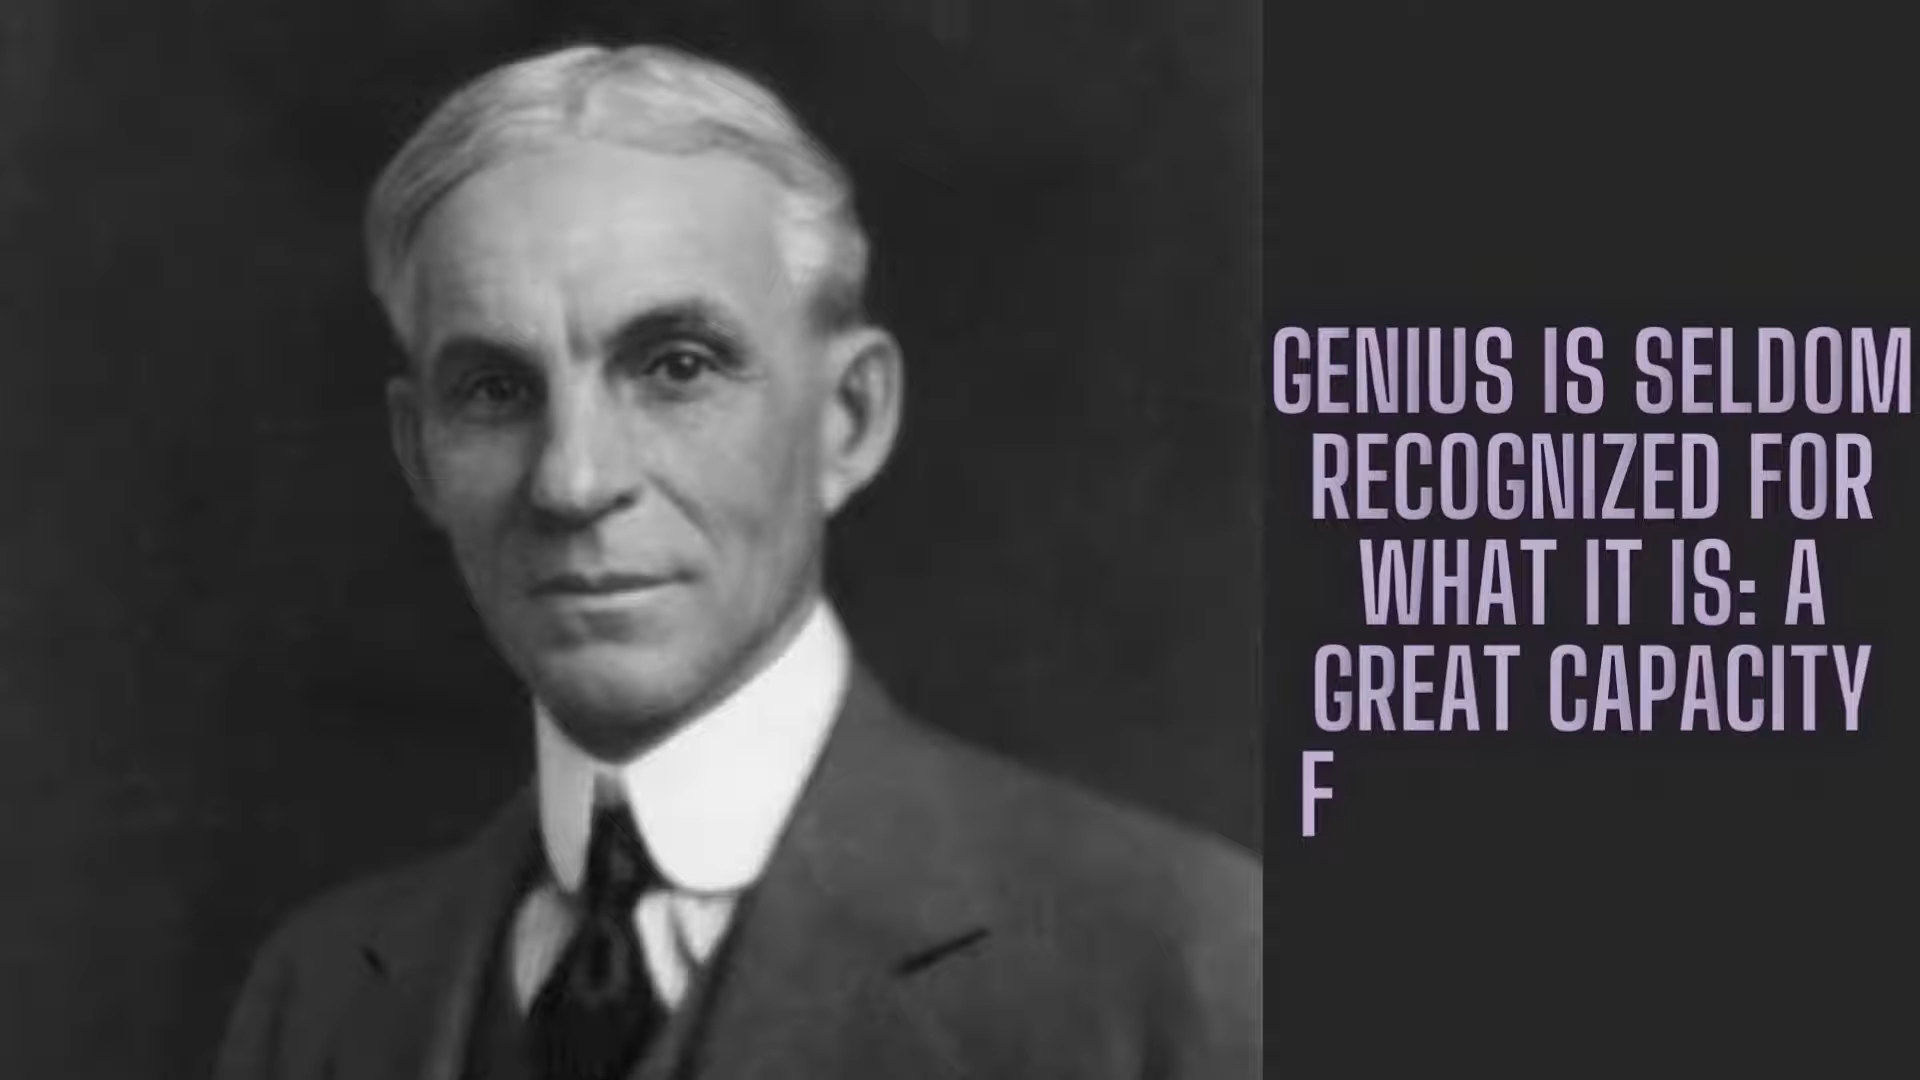 GENIUS IS SELDOM
RECOGNIZED FOR
WHAT IT IS: A
GREAT CAPACITY
F